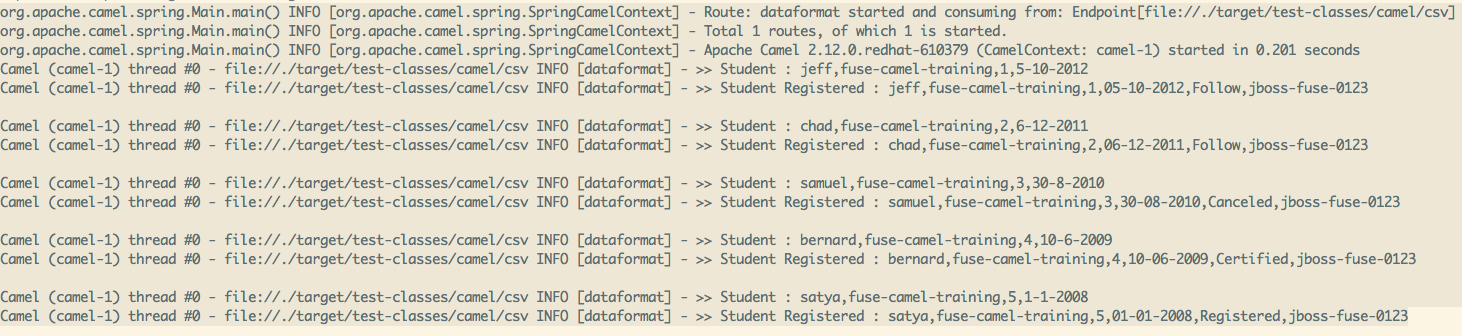 org.apache.camel.spring.Main.main() INFO [org.apache.camel.spring.SpringCamelContext] - Route: dataformat started and consuming from: Endpoint[file://./target/test-classes/camel/csv]
org.apache.camel.spring.Main.main() INFO [org.apache.camel.spring.SpringCamelContext] - Total 1 routes, of which 1 is started.
org.apache.camel.spring.Main.main() INFO [org.apache.camel.spring.SpringCamelContext] - Apache Camel 2.12.0.redhat-610379 (CamelContext: camel-1) started in 0.201 seconds
Camel (camel-1) thread #0 - file://./target/test-classes/camel/csv INFO [dataformat] - >> Student : jeff,fuse-camel-training,1,5-10-2012
Camel (camel-1) thread #0 - file://./target/test-classes/camel/csv INFO [dataformat] - >> Student Registered : jeff,fuse-camel-training,1,05-10-2012,Follow,jboss-fuse-0123
Camel (camel-1) thread #0 - file://./target/test-classes/camel/csv INFO [dataformat] - >> Student : chad,fuse-camel-training,2,6-12-2011
Camel (camel-1) thread #0 - file://./target/test-classes/camel/csv INFO [dataformat] - >> Student Registered : chad,fuse-camel-training,2,06-12-2011,Follow,jboss-fuse-0123
Camel (camel-1) thread #0 - file://./target/test-classes/camel/csv INFO [dataformat] - >> Student : samuel,fuse-camel-training,3,30-8-2010
Camel (camel-1) thread #0 - file://./target/test-classes/camel/csv INFO [dataformat] - >> Student Registered : samuel,fuse-camel-training,3,30-08-2010,Canceled,jboss-fuse-0123
Camel (camel-1) thread #0 - file://./target/test-classes/camel/csv INFO [dataformat] - >> Student : bernard,fuse-camel-training,4,10-6-2009
Camel (camel-1) thread #0 - file://./target/test-classes/camel/csv INFO [dataformat] - >> Student Registered : bernard,fuse-camel-training,4,10-06-2009,Certified,jboss-fuse-0123
Camel (camel-1) thread #0 - file://./target/test-classes/camel/csv INFO [dataformat] - >> Student : satya,fuse-camel-training,5,1-1-2008
Camel (camel-1) thread #0 - file://./target/test-classes/camel/csv INFO [dataformat] - >> Student Registered : satya,fuse-camel-training,5,01-01-2008,Registered,jboss-fuse-0123